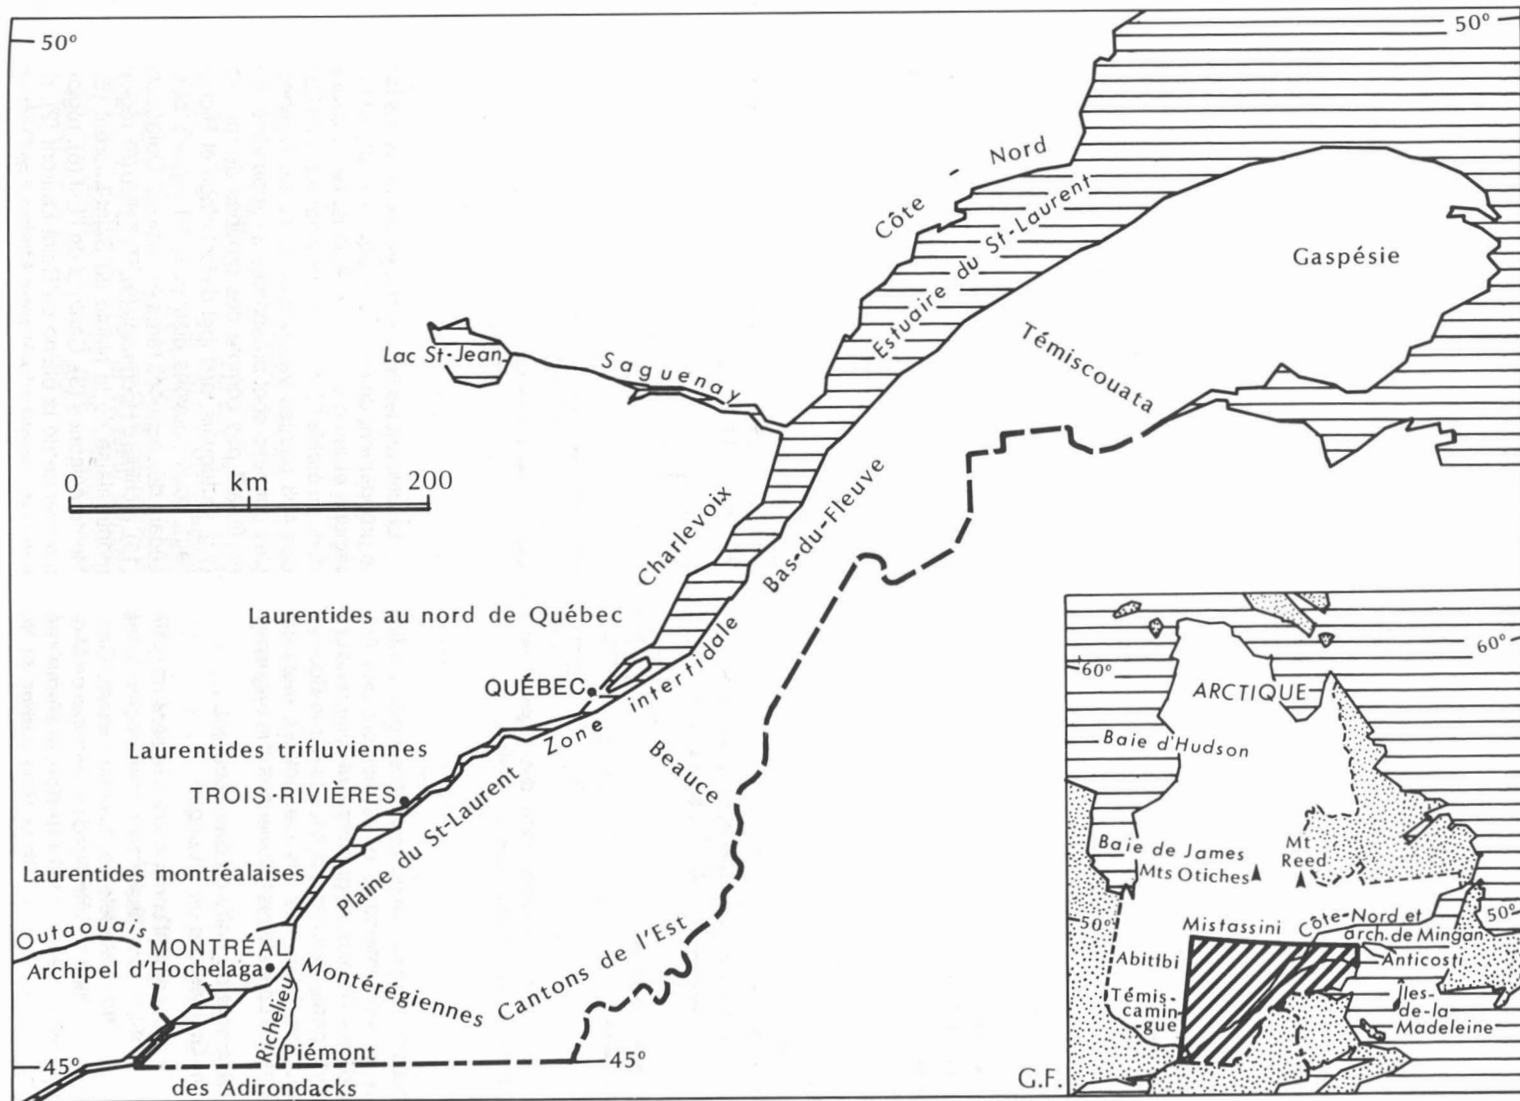 50°
50°
Côte Nord
Estuaire du St-Laurent
Gaspésie
Témiscouata
Lac St-Jean
Saguenay
0 km 200
Charlevoix
Bas-du-Fleuve
Laurentides au nord de Québec
QUÉBEC
Zone intertidale
Laurentides trifluviennes
Beauce
TROIS-RIVIÈRES
Plaine du St-Laurent
Laurentides montréalaises
Outaouais
MONTRÉAL
Archipel d'Hochelaga
Montérégiennes
Cantons de l'Est
Richelieu
Piémont
des Adirondacks
45°
45°
G.F.
60°
60°
ARCTIQUE
Baie d'Hudson
Baie de James
Mts Otiches
Mt
Reed
50°
50°
Mistassini
Côte-Nord et
arch. de Mingan
Abitibi
Anticosti
Témis-
camin-
gue
Îles-
de-la
Madeleine